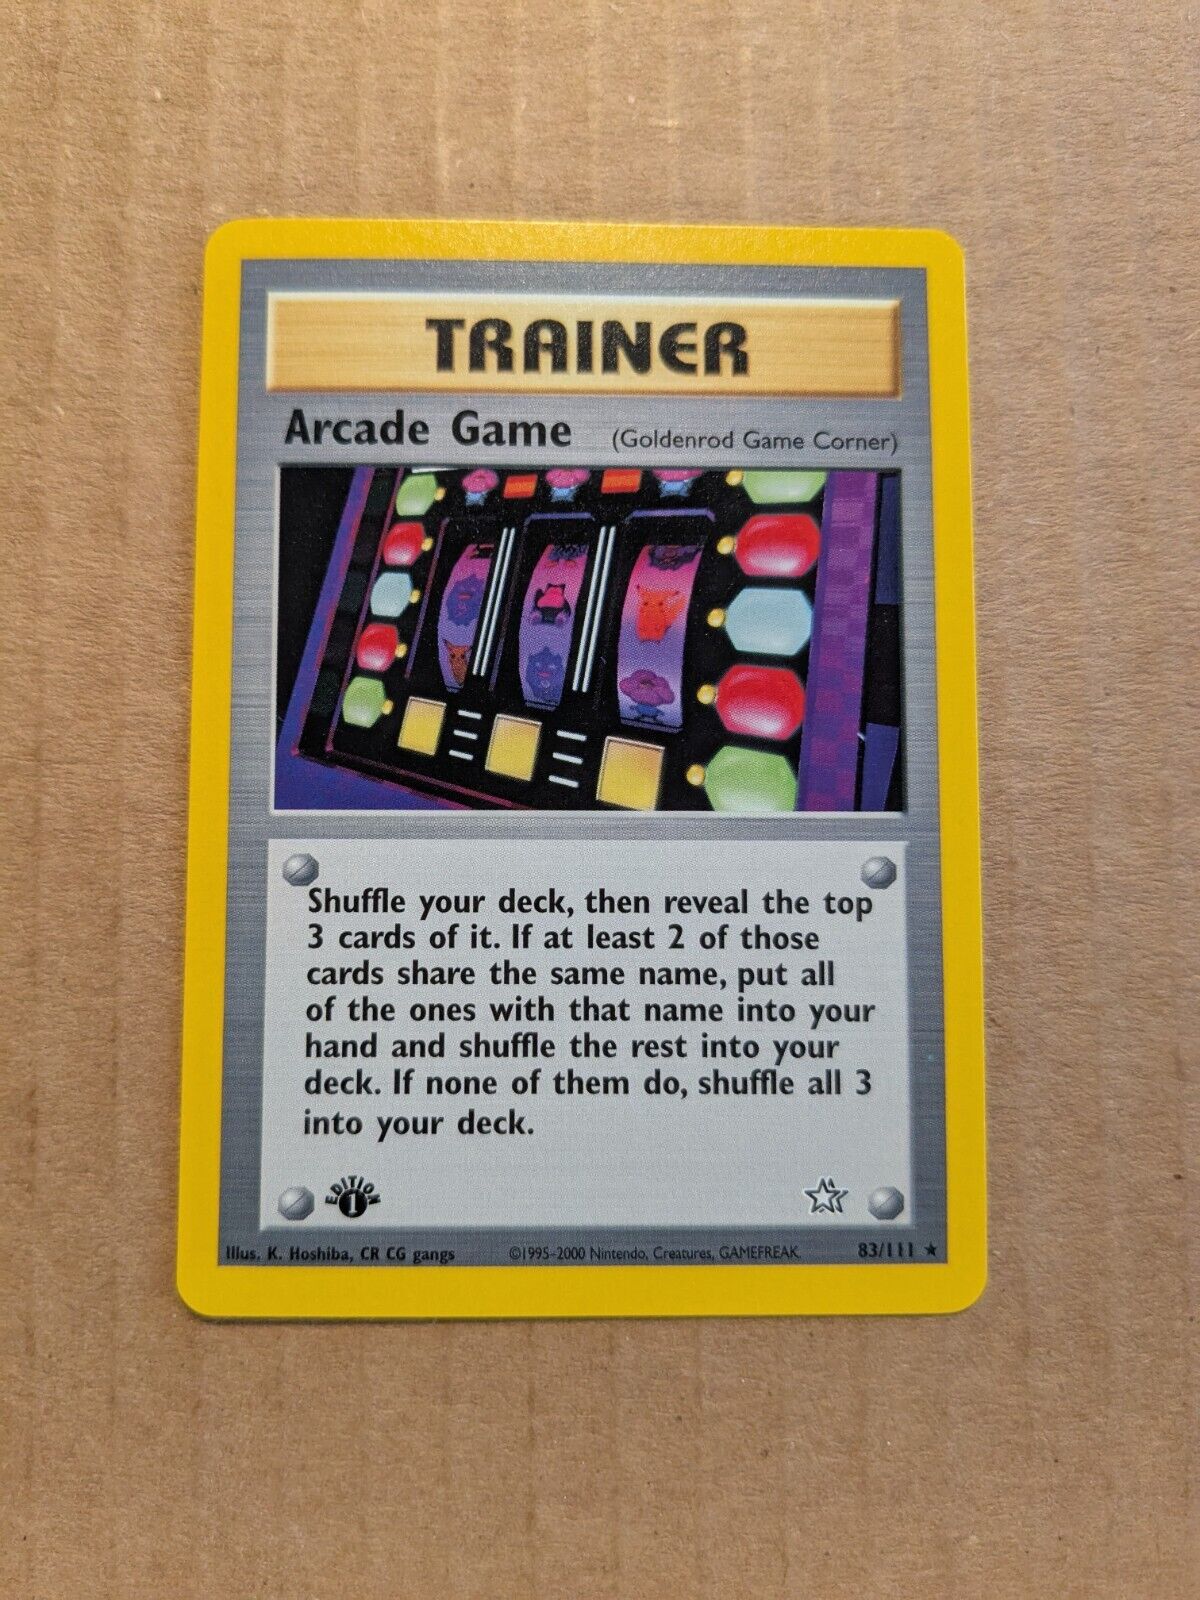 TRAINER
Arcade Game (Goldenrod Game Corner)
Shuffle your deck, then reveal the top
3 cards of it. If at least 2 of those
cards share the same name, put all
of the ones with that name into your
hand and shuffle the rest into your
deck. If none of them do, shuffle all 3
into your deck.
EDITION
1
Illus. K. Hoshiba, CR CG gangs ©1995-2000 Nintendo, Creatures, GAMEFREAK. 83/111 ★